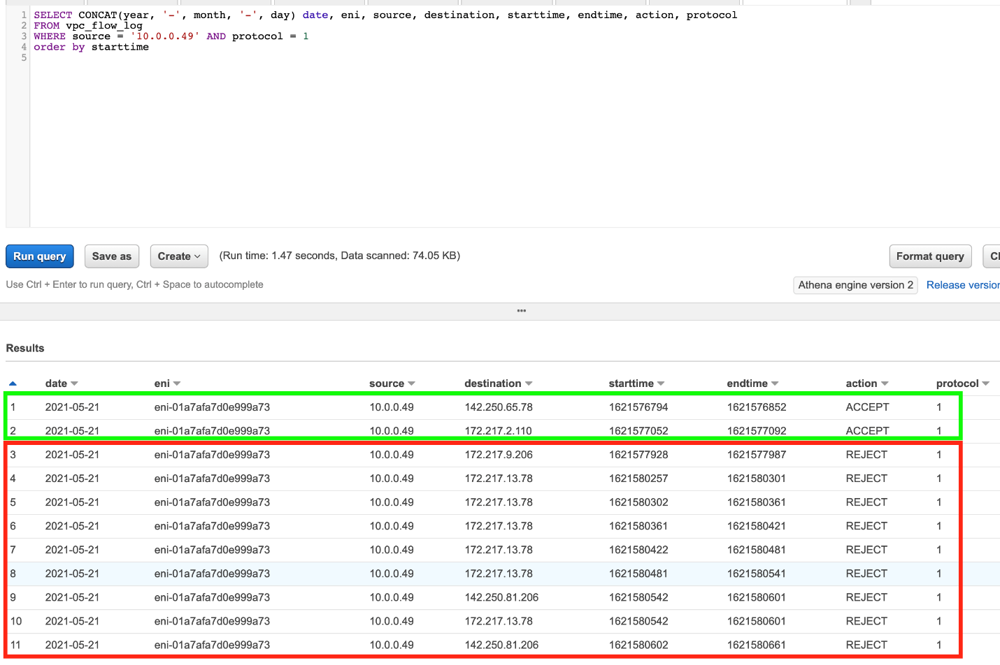 1 SELECT CONCAT(year, '-', month, '-', day) date, eni, source, destination, starttime, endtime, action, protocol
2 FROM vpc_flow_log
3 WHERE source = '10.0.0.49' AND protocol = 1
4 order by starttime
5
Run query Save as Create (Run time: 1.47 seconds, Data scanned: 74.05 KB) Format query Cl
Use Ctrl + Enter to run query, Ctrl + Space to autocomplete Athena engine version 2 Release version
Results
date eni source destination starttime endtime action protocol
1 2021-05-21 eni-01a7afa7d0e999a73 10.0.0.49 142.250.65.78 1621576794 1621576852 ACCEPT 1
2 2021-05-21 eni-01a7afa7d0e999a73 10.0.0.49 172.217.2.110 1621577052 1621577092 ACCEPT 1
3 2021-05-21 eni-01a7afa7d0e999a73 10.0.0.49 172.217.9.206 1621577928 1621577987 REJECT 1
4 2021-05-21 eni-01a7afa7d0e999a73 10.0.0.49 172.217.13.78 1621580257 1621580301 REJECT 1
5 2021-05-21 eni-01a7afa7d0e999a73 10.0.0.49 172.217.13.78 1621580302 1621580361 REJECT 1
6 2021-05-21 eni-01a7afa7d0e999a73 10.0.0.49 172.217.13.78 1621580361 1621580421 REJECT 1
7 2021-05-21 eni-01a7afa7d0e999a73 10.0.0.49 172.217.13.78 1621580422 1621580481 REJECT 1
8 2021-05-21 eni-01a7afa7d0e999a73 10.0.0.49 172.217.13.78 1621580481 1621580541 REJECT 1
9 2021-05-21 eni-01a7afa7d0e999a73 10.0.0.49 142.250.81.206 1621580542 1621580601 REJECT 1
10 2021-05-21 eni-01a7afa7d0e999a73 10.0.0.49 172.217.13.78 1621580542 1621580601 REJECT 1
11 2021-05-21 eni-01a7afa7d0e999a73 10.0.0.49 142.250.81.206 1621580602 1621580661 REJECT 1